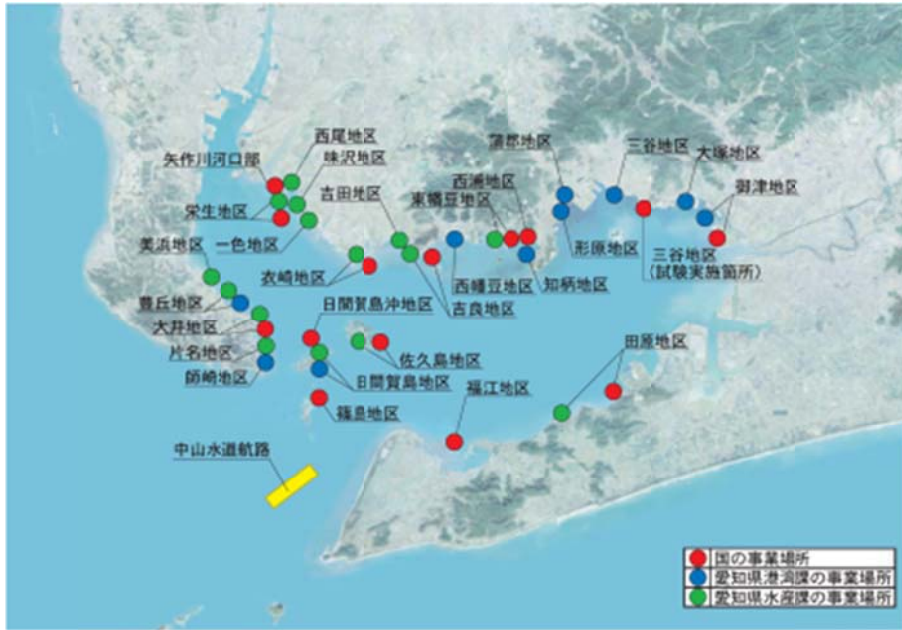 西尾地区
味沢地区
矢作川河口部
吉田地区
栄生地区
一色地区
美浜地区
衣崎地区
豊丘地区
大井地区
片名地区
師崎地区
日間賀島沖地区
佐久島地区
日間賀島地区
篠島地区
中山水道航路
蒲郡地区
三谷地区
大塚地区
西浦地区
東幡豆地区
御津地区
形原地区
三谷地区
(試験実施箇所)
西幡豆地区
知柄地区
吉良地区
田原地区
福江地区
国の事業場所
愛知県港湾課の事業場所
愛知県水産課の事業場所